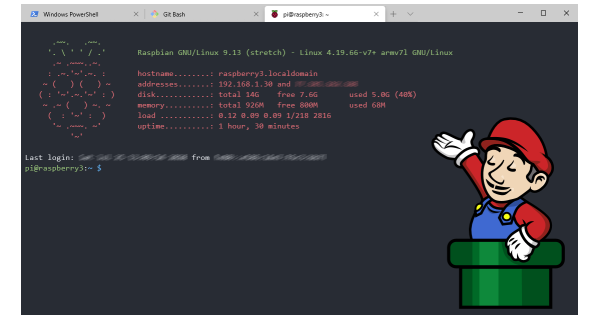 Windows PowerShell
Git Bash
pi@raspberry3: ~
Raspbian GNU/Linux 9.13 (stretch) - Linux 4.19.66-v7+ armv7l GNU/Linux
hostname........: raspberry3.localdomain
addresses.......: 192.168.1.30 and
disk............: total 14G free 7.6G used 5.0G (40%)
memory..........: total 926M free 800M used 68M
load ...........: 0.12 0.09 0.09 1/218 2816
uptime..........: 1 hour, 30 minutes
Last login: from
pi@raspberry3:~ $